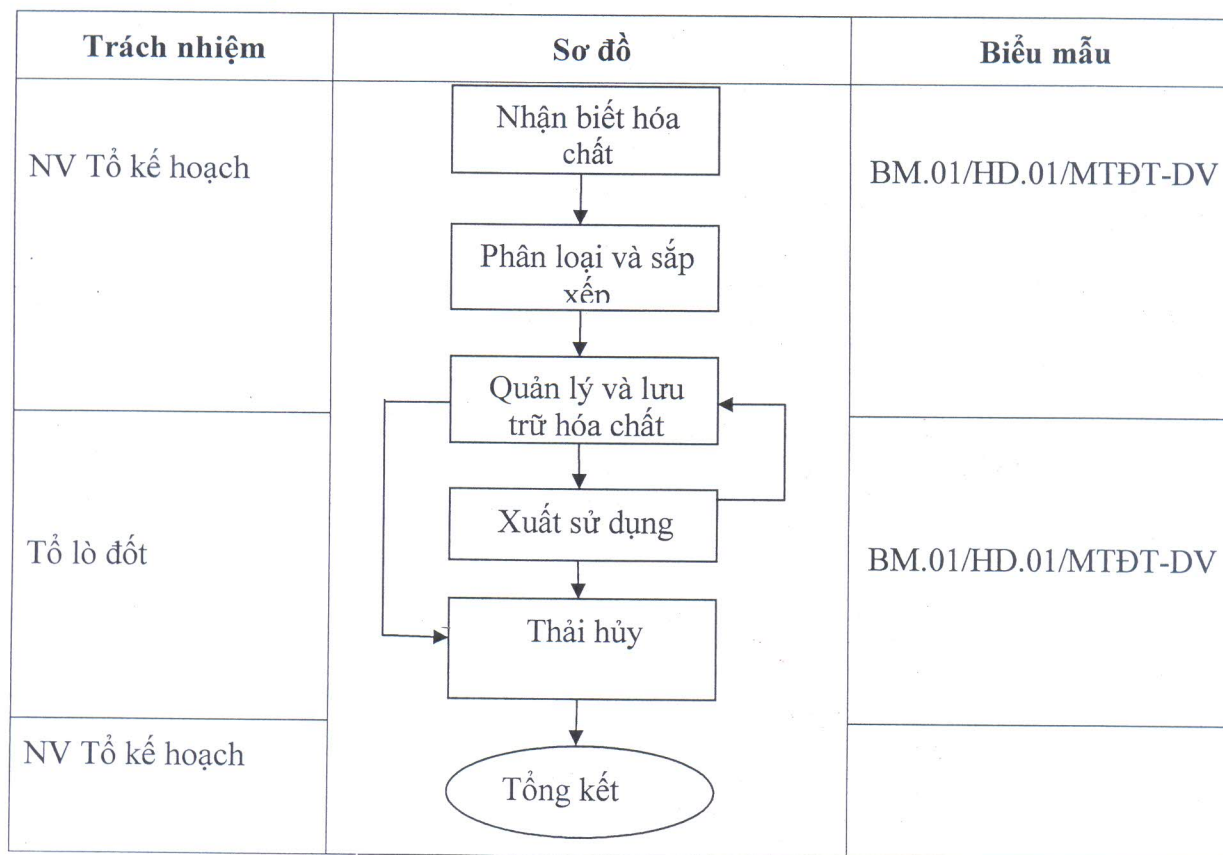 Trách nhiệm
Sơ đồ
Biểu mẫu
NV Tổ kế hoạch
Nhận biết hóa
chất
BM.01/HD.01/MTĐT-DV
Phân loại và sắp
xếp
Quản lý và lưu
trữ hóa chất
Xuất sử dụng
Tổ lò đốt
BM.01/HD.01/MTĐT-DV
Thải hủy
NV Tổ kế hoạch
Tổng kết